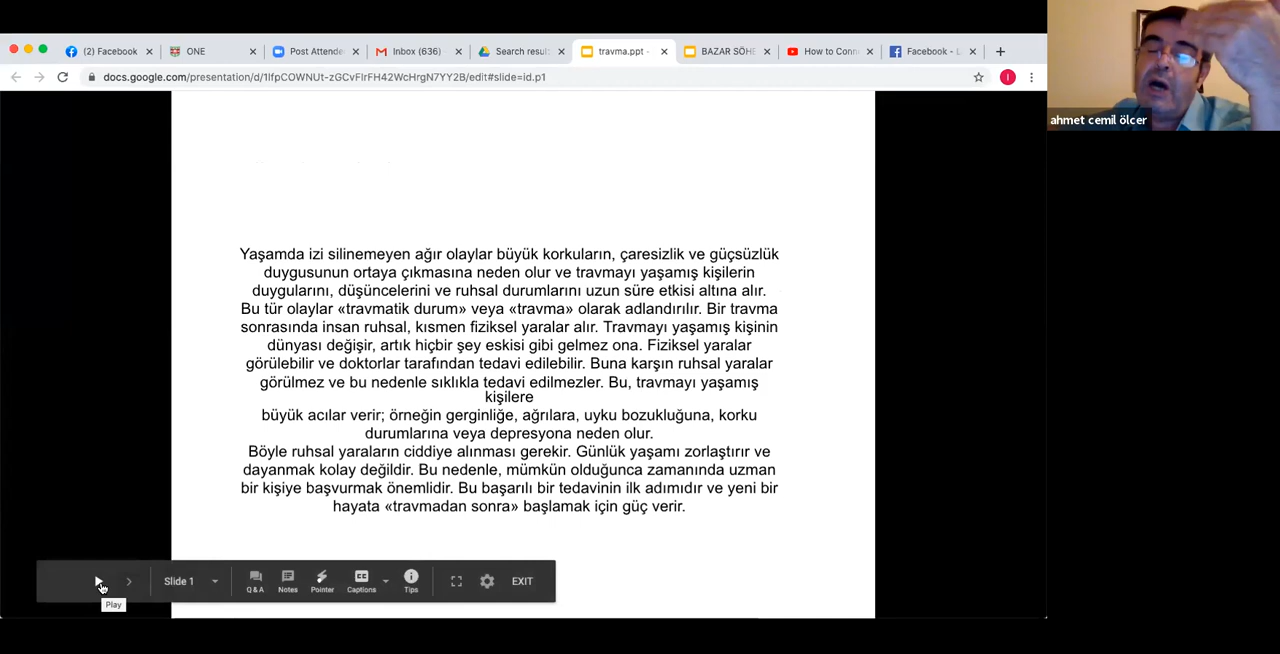 (2) Facebook
ONE
Post Attende
Inbox (636)
Search resul
travma.ppt -
BAZAR SÖHB
How to Conn
Facebook - L
docs.google.com/presentation/d/1IfpCOWNUt-zGCvFIrFH42WcHrgN7YY2B/edit#slide=id.p1
I
ahmet cemil ölcer
Yaşamda izi silinemeyen ağır olaylar büyük korkuların, çaresizlik ve güçsüzlük
duygusunun ortaya çıkmasına neden olur ve travmayı yaşamış kişilerin
duygularını, düşüncelerini ve ruhsal durumlarını uzun süre etkisi altına alır.
Bu tür olaylar «travmatik durum» veya «travma» olarak adlandırılır. Bir travma
sonrasında insan ruhsal, kısmen fiziksel yaralar alır. Travmayı yaşamış kişinin
dünyası değişir, artık hiçbir şey eskisi gibi gelmez ona. Fiziksel yaralar
görülebilir ve doktorlar tarafından tedavi edilebilir. Buna karşın ruhsal yaralar
görülmez ve bu nedenle sıklıkla tedavi edilmezler. Bu, travmayı yaşamış
kişilere
büyük acılar verir; örneğin gerginliğe, ağrılara, uyku bozukluğuna, korku
durumlarına veya depresyona neden olur.
Böyle ruhsal yaraların ciddiye alınması gerekir. Günlük yaşamı zorlaştırır ve
dayanmak kolay değildir. Bu nedenle, mümkün olduğunca zamanında uzman
bir kişiye başvurmak önemlidir. Bu başarılı bir tedavinin ilk adımıdır ve yeni bir
hayata «travmadan sonra» başlamak için güç verir.
Slide 1
Q & A
Notes
Pointer
Captions
Tips
EXIT
Play